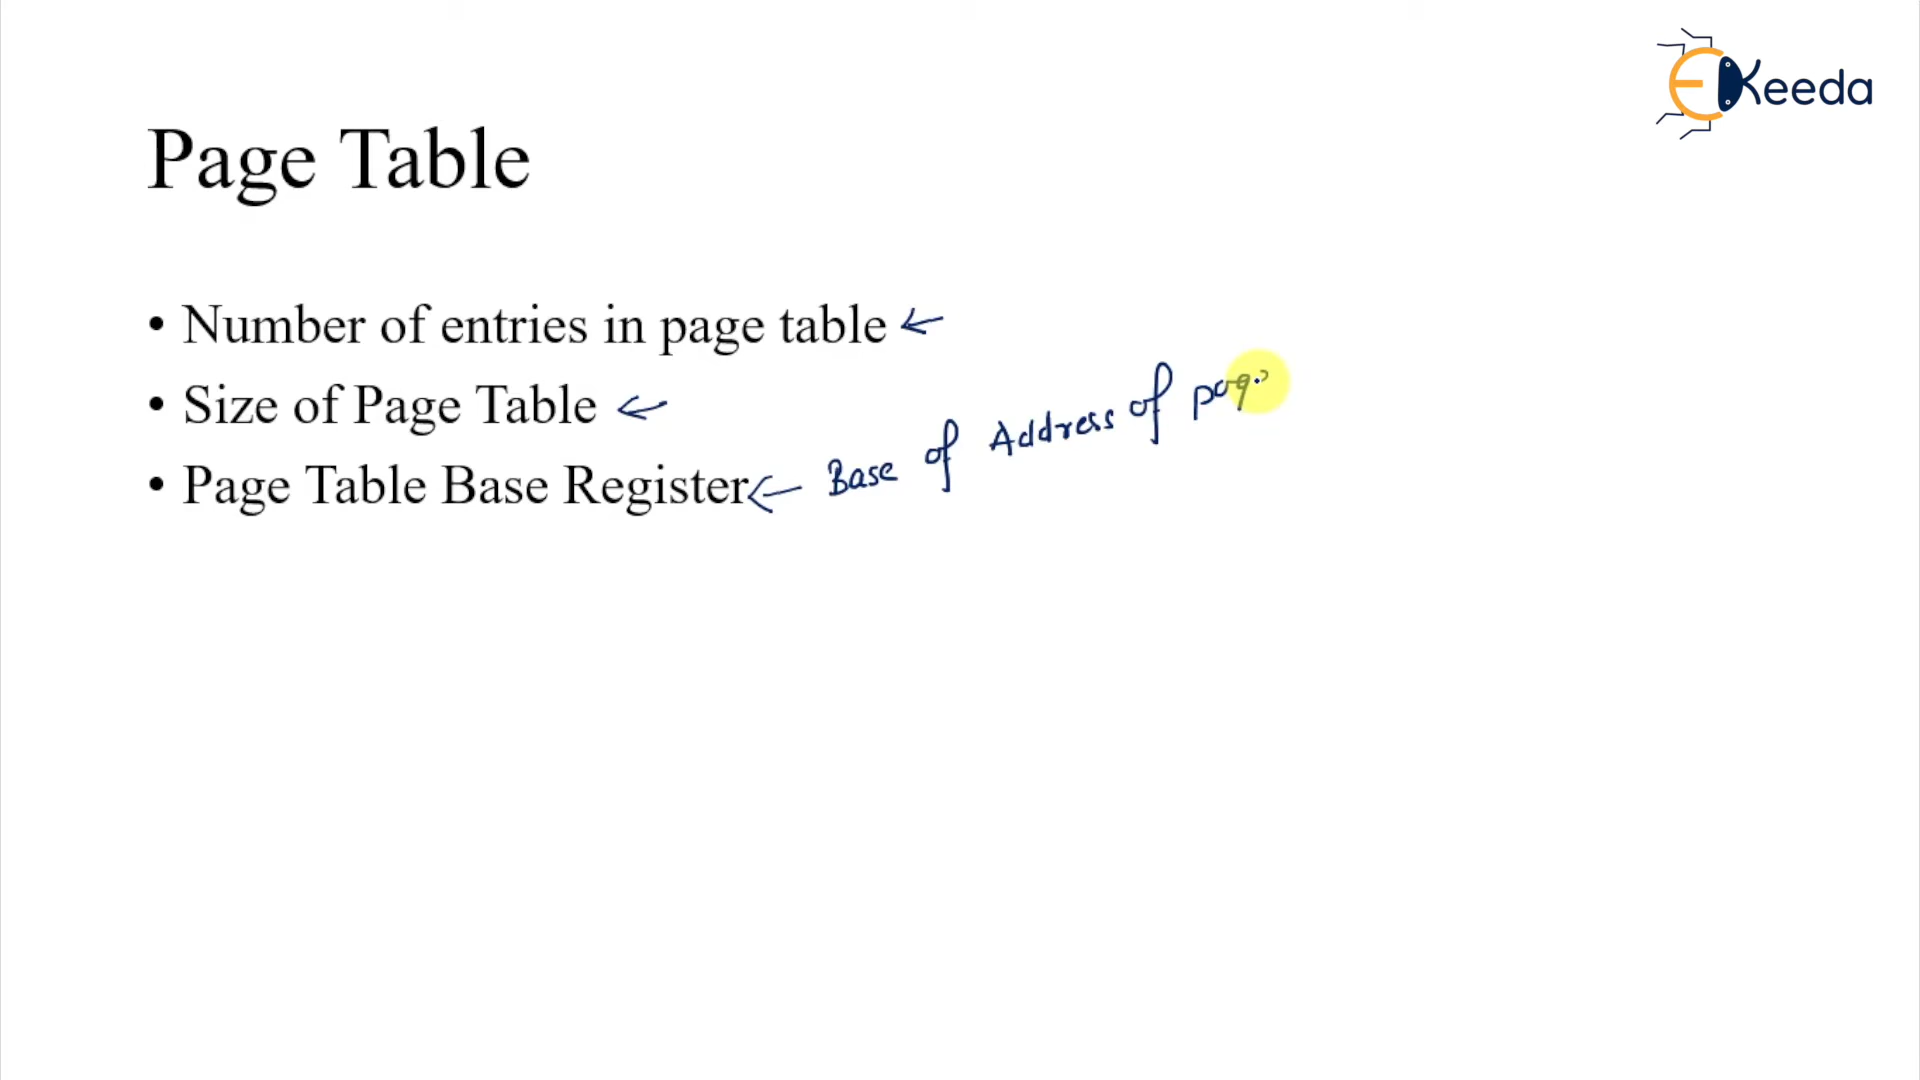 EKeeda
Page Table
• Number of entries in page table ←
• Size of Page Table ←
• Page Table Base Register ← Base of Address of